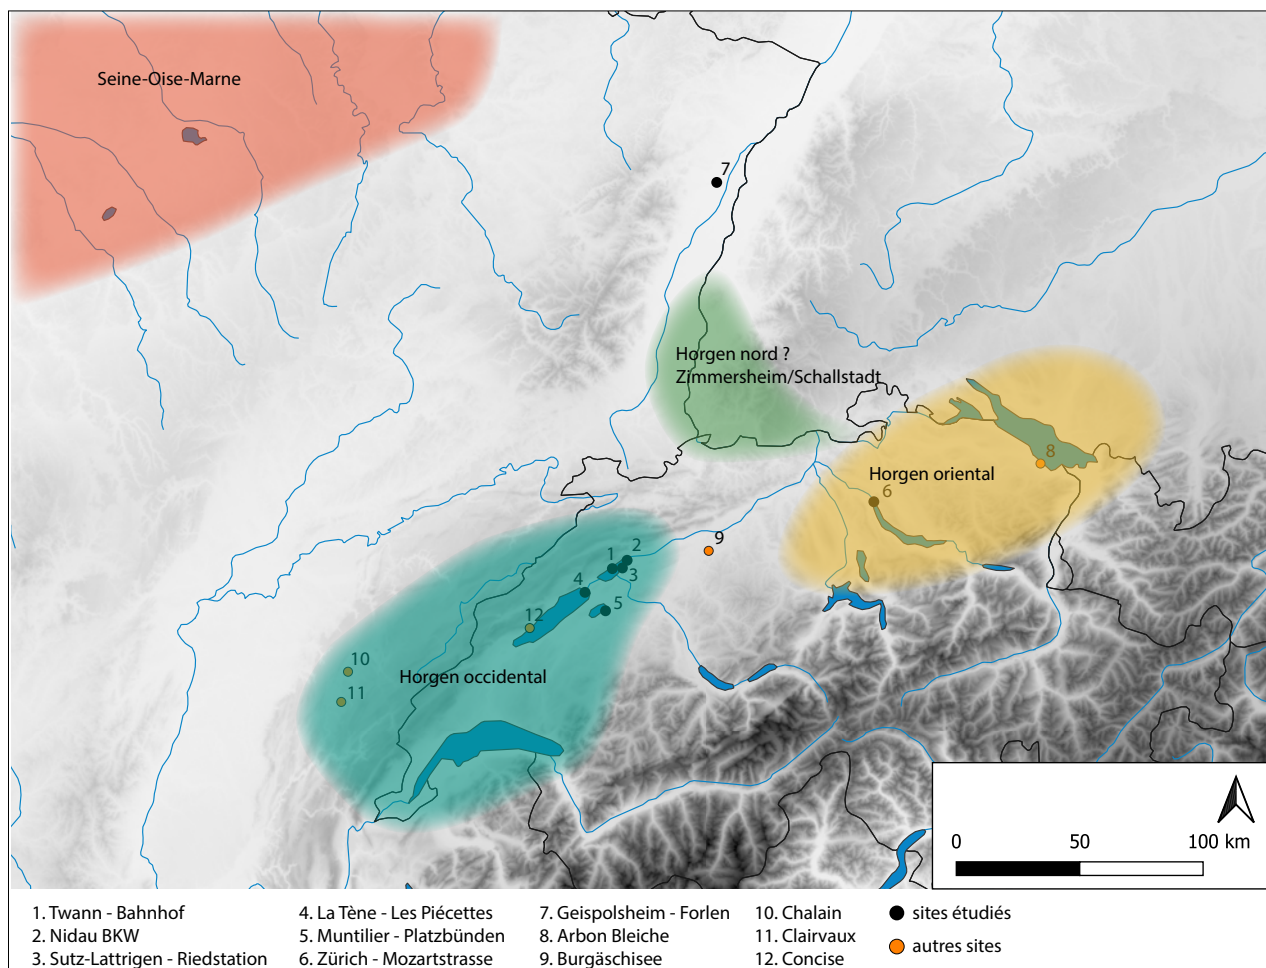 Seine-Oise-Marne
7
Horgen nord ?
Zimmersheim/Schallstadt
8
Horgen oriental
6
9
2
1
3
4
5
12
10
Horgen occidental
11
0 50 100 km
1. Twann - Bahnhof
2. Nidau BKW
3. Sutz-Lattrigen - Riedstation
4. La Tène - Les Piécettes
5. Muntilier - Platzbünden
6. Zürich - Mozartstrasse
7. Geispolsheim - Forlen
8. Arbon Bleiche
9. Burgäschisee
10. Chalain
11. Clairvaux
12. Concise
sites étudiés
autres sites